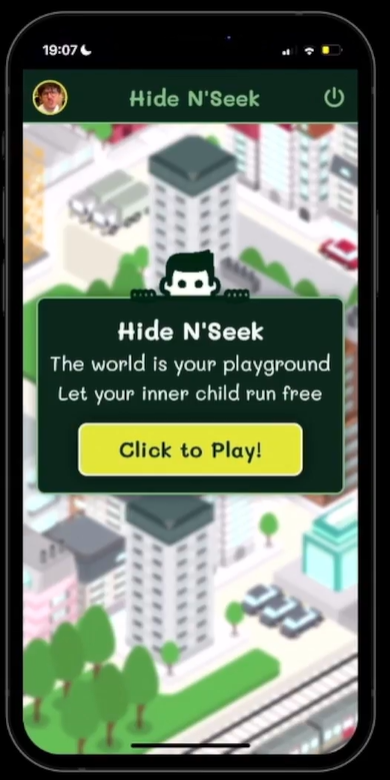 19:07
Hide N'Seek
Hide N'Seek
The world is your playground
Let your inner child run free
Click to Play!